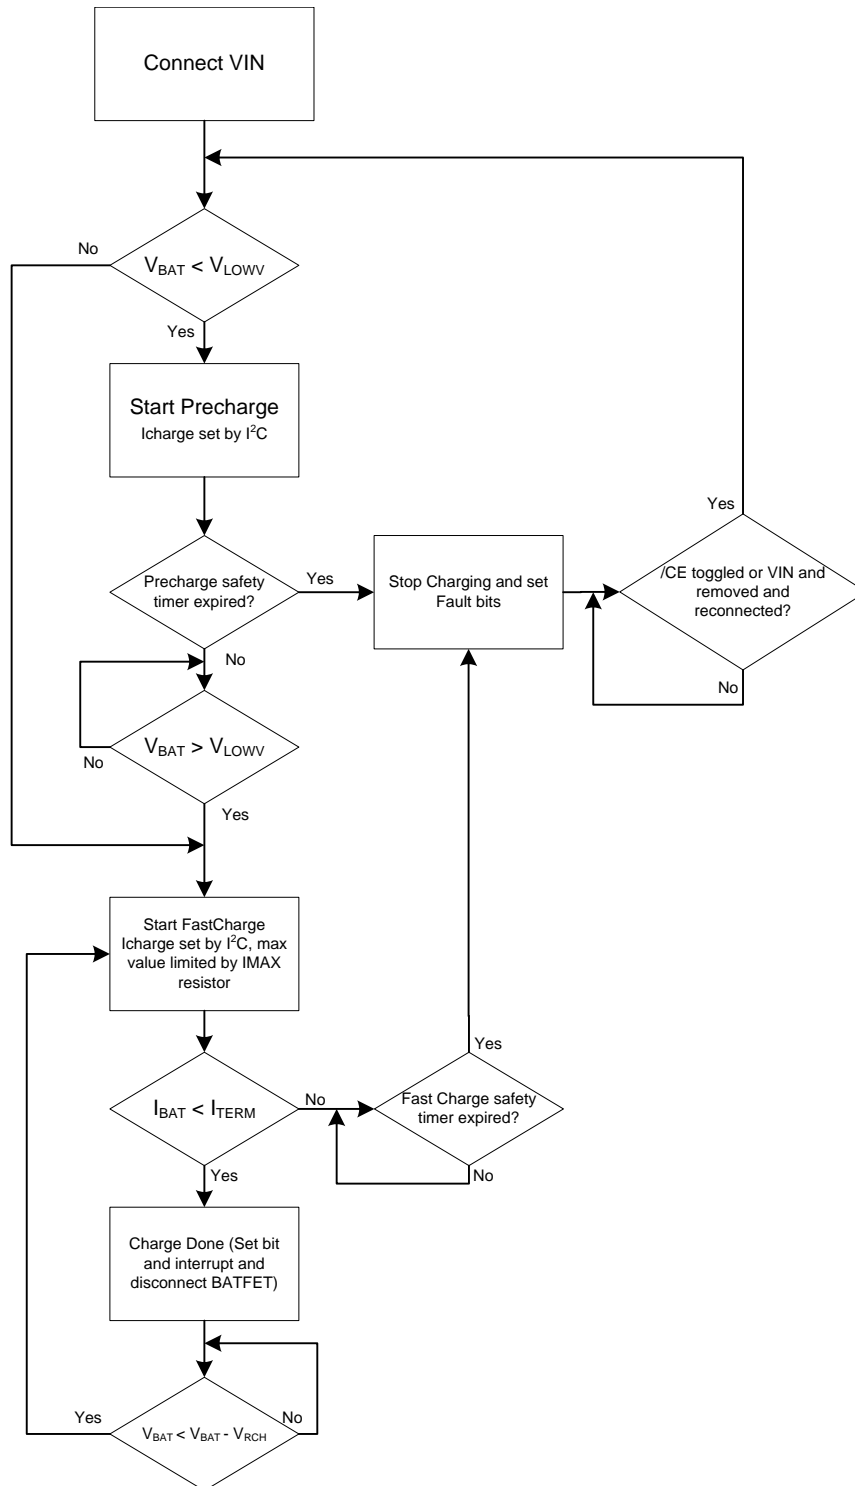 Connect VIN
No
V_BAT < V_LOWV
Yes
Start Precharge
Icharge set by I²C
Yes
Precharge safety
timer expired?
Yes
Stop Charging and set
Fault bits
/CE toggled or VIN and
removed and
reconnected?
No
No
V_BAT > V_LOWV
No
Yes
Start FastCharge
Icharge set by I²C, max
value limited by IMAX
resistor
Yes
I_BAT < I_TERM
No
Fast Charge safety
timer expired?
Yes
No
Charge Done (Set bit
and interrupt and
disconnect BATFET)
Yes
V_BAT < V_BAT - V_RCH
No